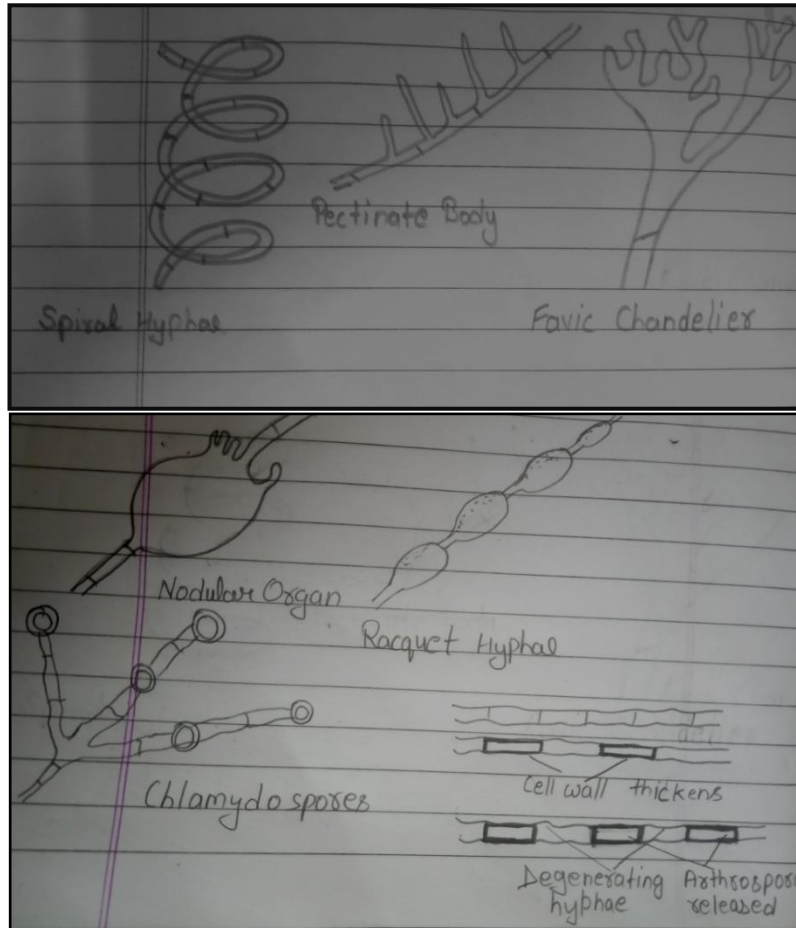 Pectinate Body
Spiral Hyphae
Favic Chandelier
Nodular Organ
Racquet Hyphae
Chlamydospores
Cell wall thickens
Degenerating
hyphae
Arthrospore
released